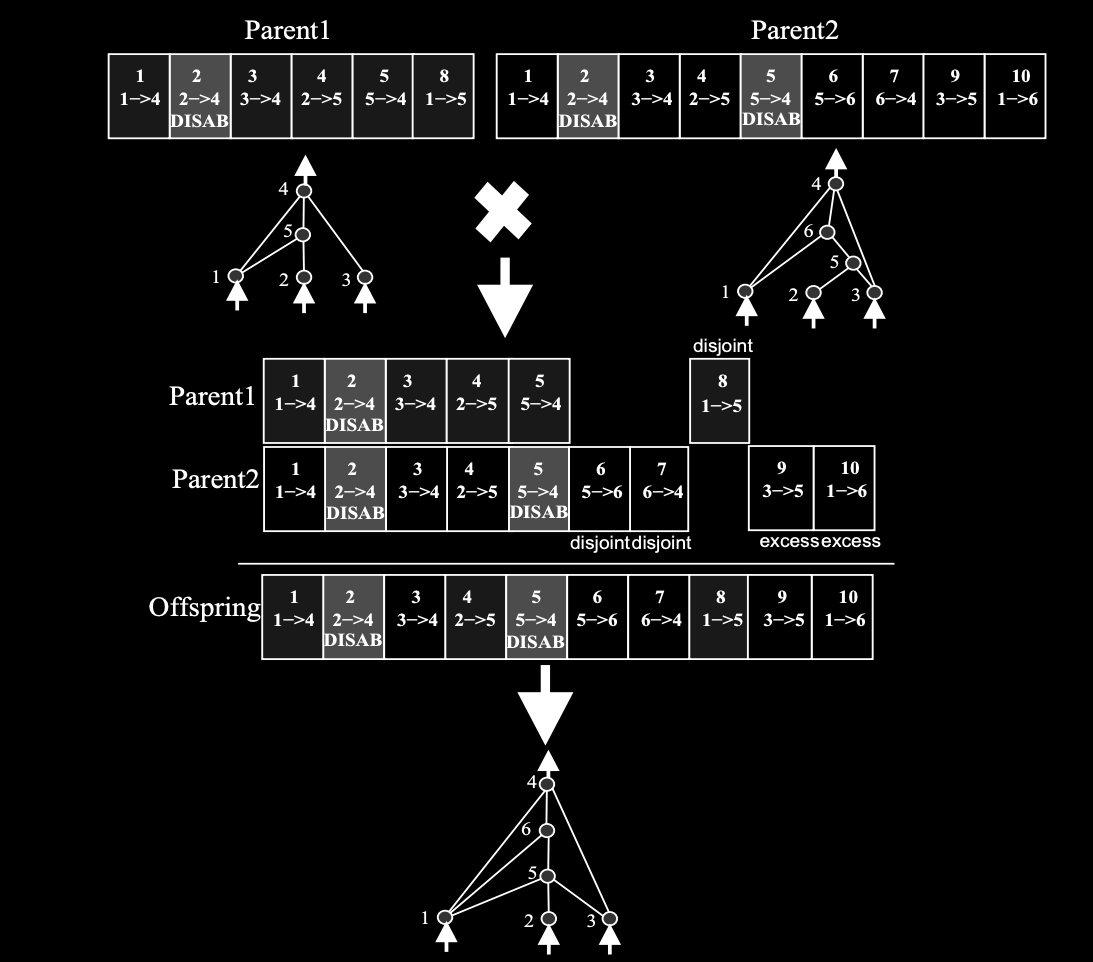 Parent1 Parent2
1 2 3 4 5 8
1−>4 2−>4 3−>4 2−>5 5−>4 1−>5
DISAB
1 2 3 4 5 6 7 9 10
1−>4 2−>4 3−>4 2−>5 5−>4 5−>6 6−>4 3−>5 1−>6
DISAB DISAB
4
5
1 2 3
4
6
5
1 2 3
disjoint
Parent1
1 2 3 4 5 8
1−>4 2−>4 3−>4 2−>5 5−>4 1−>5
DISAB
Parent2
1 2 3 4 5 6 7 9 10
1−>4 2−>4 3−>4 2−>5 5−>4 5−>6 6−>4 3−>5 1−>6
DISAB DISAB
disjoint disjoint excess excess
Offspring
1 2 3 4 5 6 7 8 9 10
1−>4 2−>4 3−>4 2−>5 5−>4 5−>6 6−>4 1−>5 3−>5 1−>6
DISAB DISAB
4
6
5
1 2 3